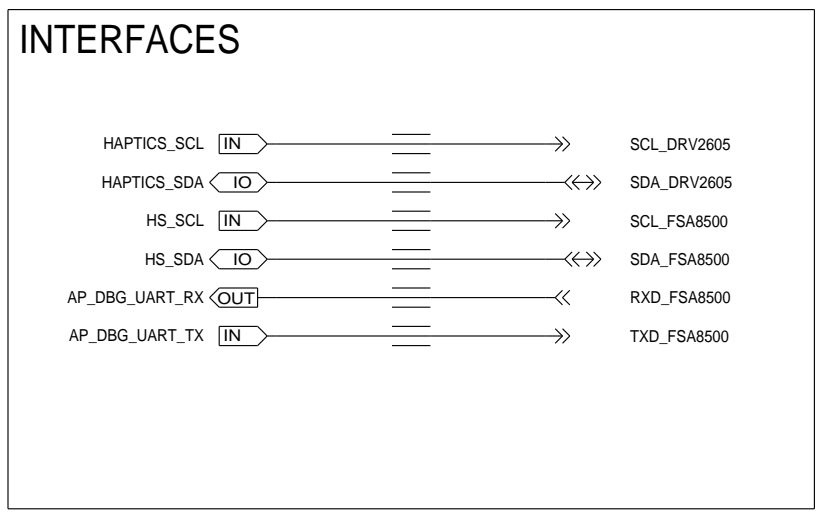 INTERFACES
HAPTICS_SCL IN SCL_DRV2605
HAPTICS_SDA IO SDA_DRV2605
HS_SCL IN SCL_FSA8500
HS_SDA IO SDA_FSA8500
AP_DBG_UART_RX OUT RXD_FSA8500
AP_DBG_UART_TX IN TXD_FSA8500